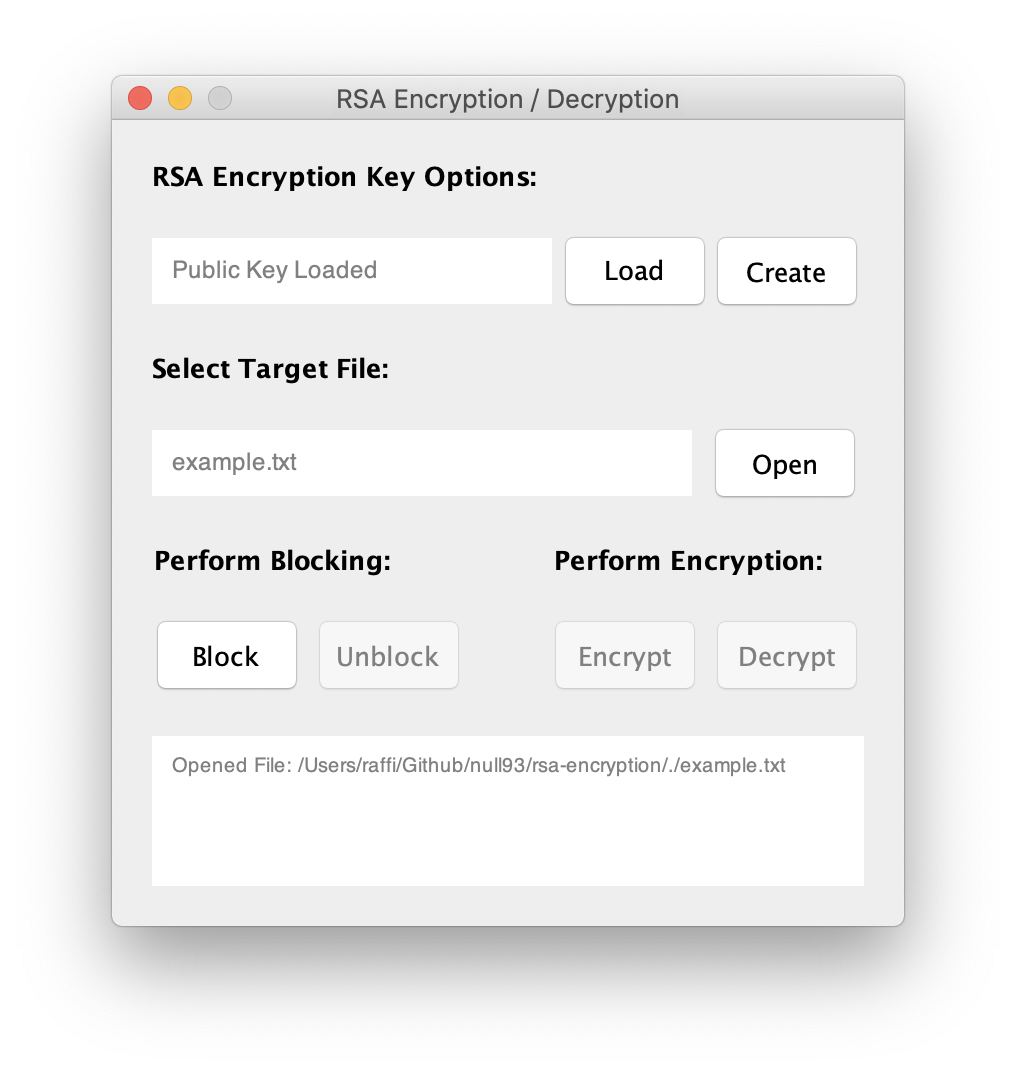 RSA Encryption / Decryption
RSA Encryption Key Options:
Public Key Loaded
Load
Create
Select Target File:
example.txt
Open
Perform Blocking:
Perform Encryption:
Block
Unblock
Encrypt
Decrypt
Opened File: /Users/raffi/Github/null93/rsa-encryption/./example.txt